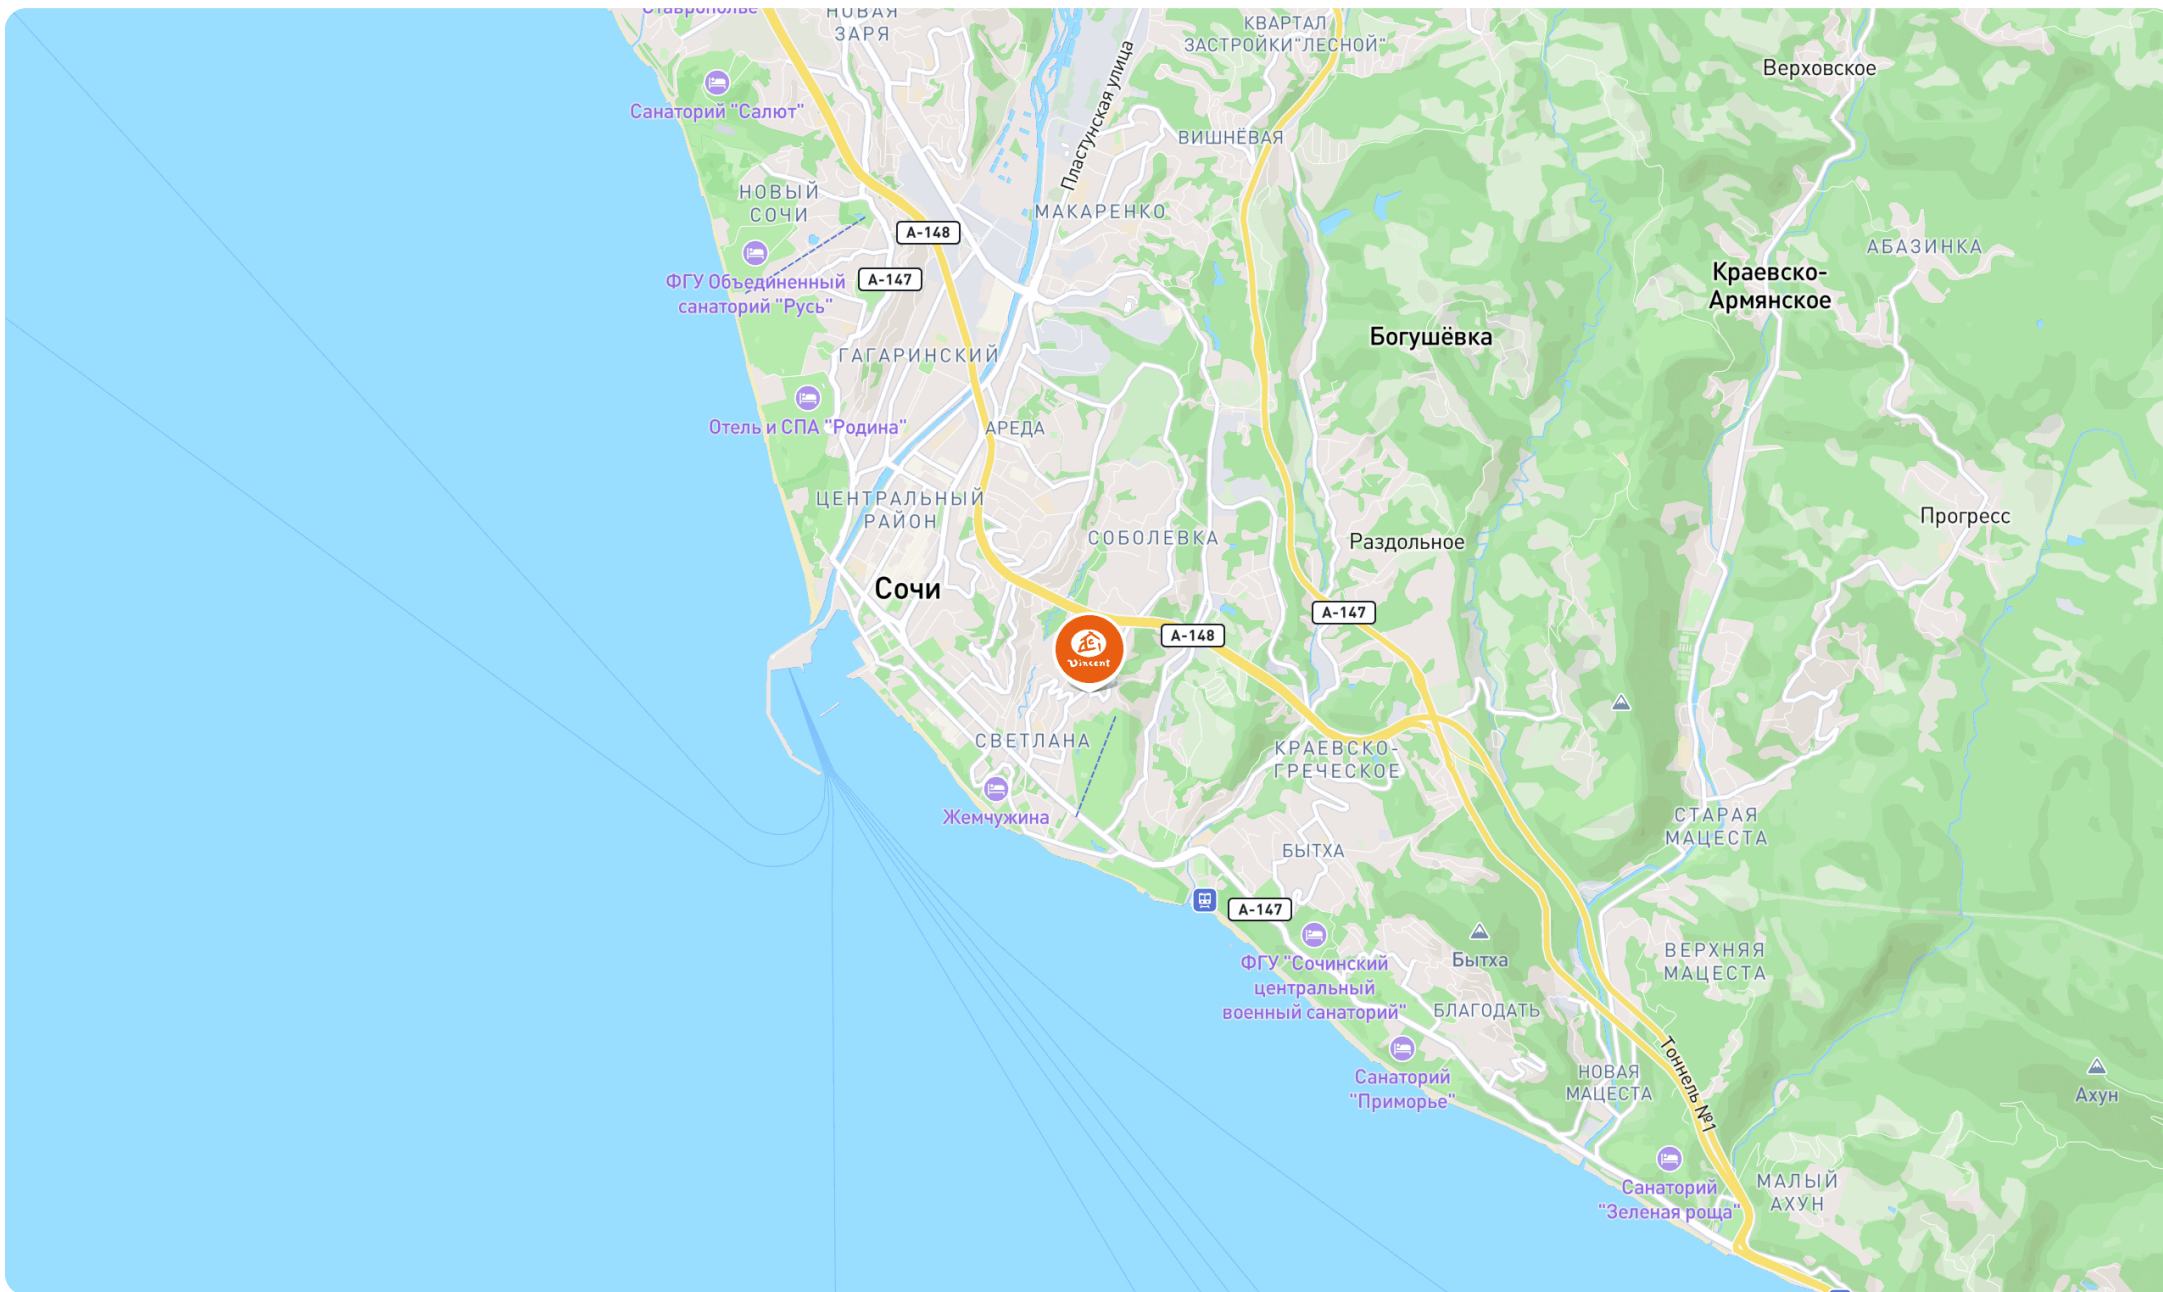 Ставрополье
НОВАЯ
ЗАРЯ
КВАРТАЛ
ЗАСТРОЙКИ"ЛЕСНОЙ"
Верховское
Санаторий "Салют"
Пластунская улица
ВИШНЁВАЯ
НОВЫЙ
СОЧИ
МАКАРЕНКО
А-148
АБАЗИНКА
ФГУ Объединенный
санаторий "Русь"
А-147
Краевско-
Армянское
Богушёвка
ГАГАРИНСКИЙ
Отель и СПА "Родина"
АРЕДА
ЦЕНТРАЛЬНЫЙ
РАЙОН
СОБОЛЕВКА
Раздольное
Прогресс
Сочи
А-147
А-148
Vincent
СВЕТЛАНА
КРАЕВСКО-
ГРЕЧЕСКОЕ
Жемчужина
СТАРАЯ
МАЦЕСТА
БЫТХА
А-147
ФГУ "Сочинский
центральный
военный санаторий"
Бытха
ВЕРХНЯЯ
МАЦЕСТА
БЛАГОДАТЬ
Санаторий
"Приморье"
НОВАЯ
МАЦЕСТА
Тоннель №1
Ахун
Санаторий
"Зеленая роща"
МАЛЫЙ
АХУН